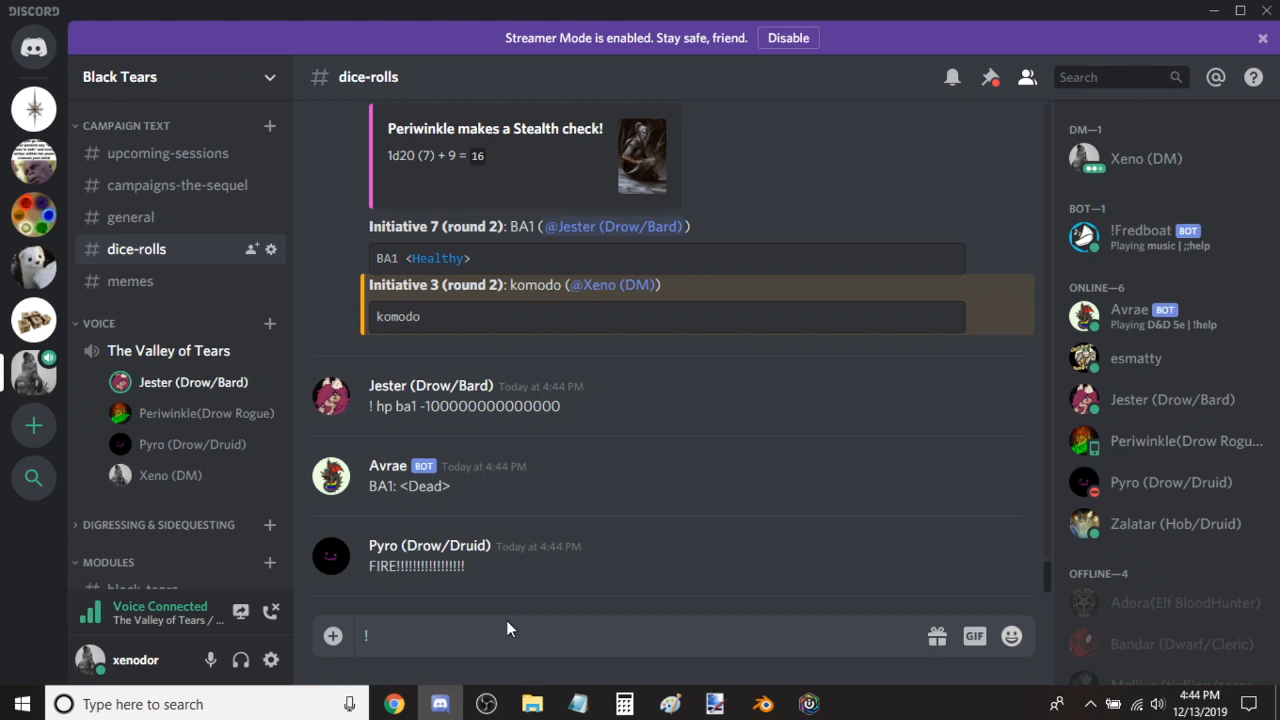 DISCORD
Streamer Mode is enabled. Stay safe, friend.
Disable
Black Tears
# dice-rolls
Search
CAMPAIGN TEXT
# upcoming-sessions
# campaigns-the-sequel
# general
# dice-rolls
# memes
VOICE
The Valley of Tears
Jester (Drow/Bard)
Periwinkle(Drow Rogue)
Pyro (Drow/Druid)
Xeno (DM)
DIGRESSING & SIDEQUESTING
MODULES
# black-tears
Voice Connected
The Valley of Tears / ...
xenodor
Periwinkle makes a Stealth check!
1d20 (7) + 9 = 16
Initiative 7 (round 2): BA1 (@Jester (Drow/Bard))
BA1 <Healthy>
Initiative 3 (round 2): komodo (@Xeno (DM))
komodo
Jester (Drow/Bard) Today at 4:44 PM
! hp ba1 -100000000000000
Avrae BOT Today at 4:44 PM
BA1: <Dead>
Pyro (Drow/Druid) Today at 4:44 PM
FIRE!!!!!!!!!!!!!!!!!
!
GIF
DM—1
Xeno (DM)
BOT—1
!Fredboat BOT
Playing music | ;;help
ONLINE—6
Avrae BOT
Playing D&D 5e | !help
esmatty
Jester (Drow/Bard)
Periwinkle(Drow Rogu...
Pyro (Drow/Druid)
Zalatar (Hob/Druid)
OFFLINE—4
Adora(Elf BloodHunter)
Bandar (Dwarf/Cleric)
Type here to search
4:44 PM
12/13/2019